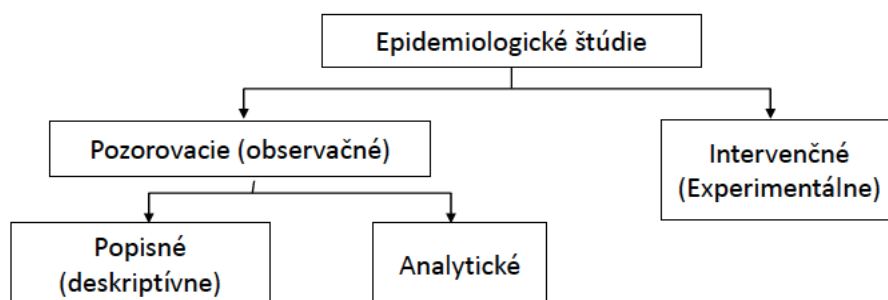 Epidemiologické štúdie
Pozorovacie (observačné)
Intervenčné
(Experimentálne)
Popisné
(deskriptívne)
Analytické